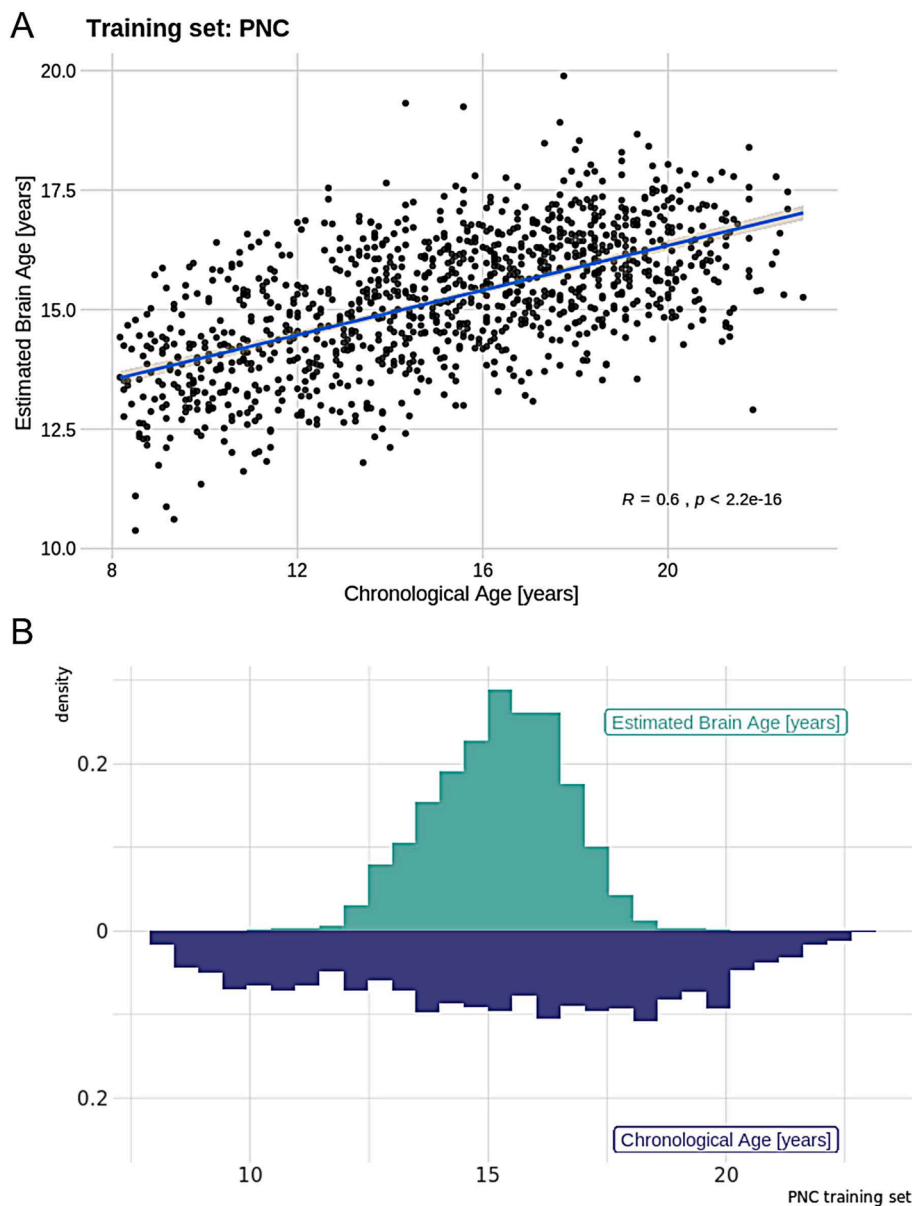 A
Training set: PNC
20.0
17.5
15.0
12.5
10.0
Estimated Brain Age [years]
R = 0.6 , p < 2.2e-16
8 12 16 20
Chronological Age [years]
B
density
Estimated Brain Age [years]
0.2
0
0.2
Chronological Age [years]
10 15 20
PNC training set